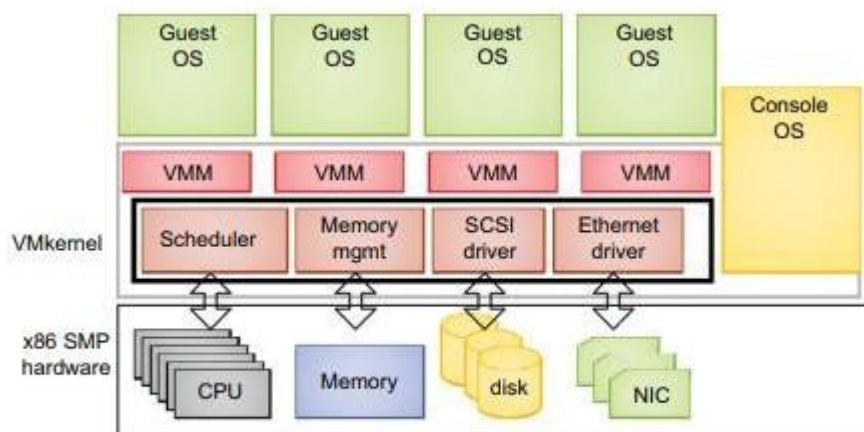 Guest
OS
Guest
OS
Guest
OS
Guest
OS
Console
OS
VMM
VMM
VMM
VMM
VMkernel
Scheduler
Memory
mgmt
SCSI
driver
Ethernet
driver
x86 SMP
hardware
CPU
Memory
disk
NIC